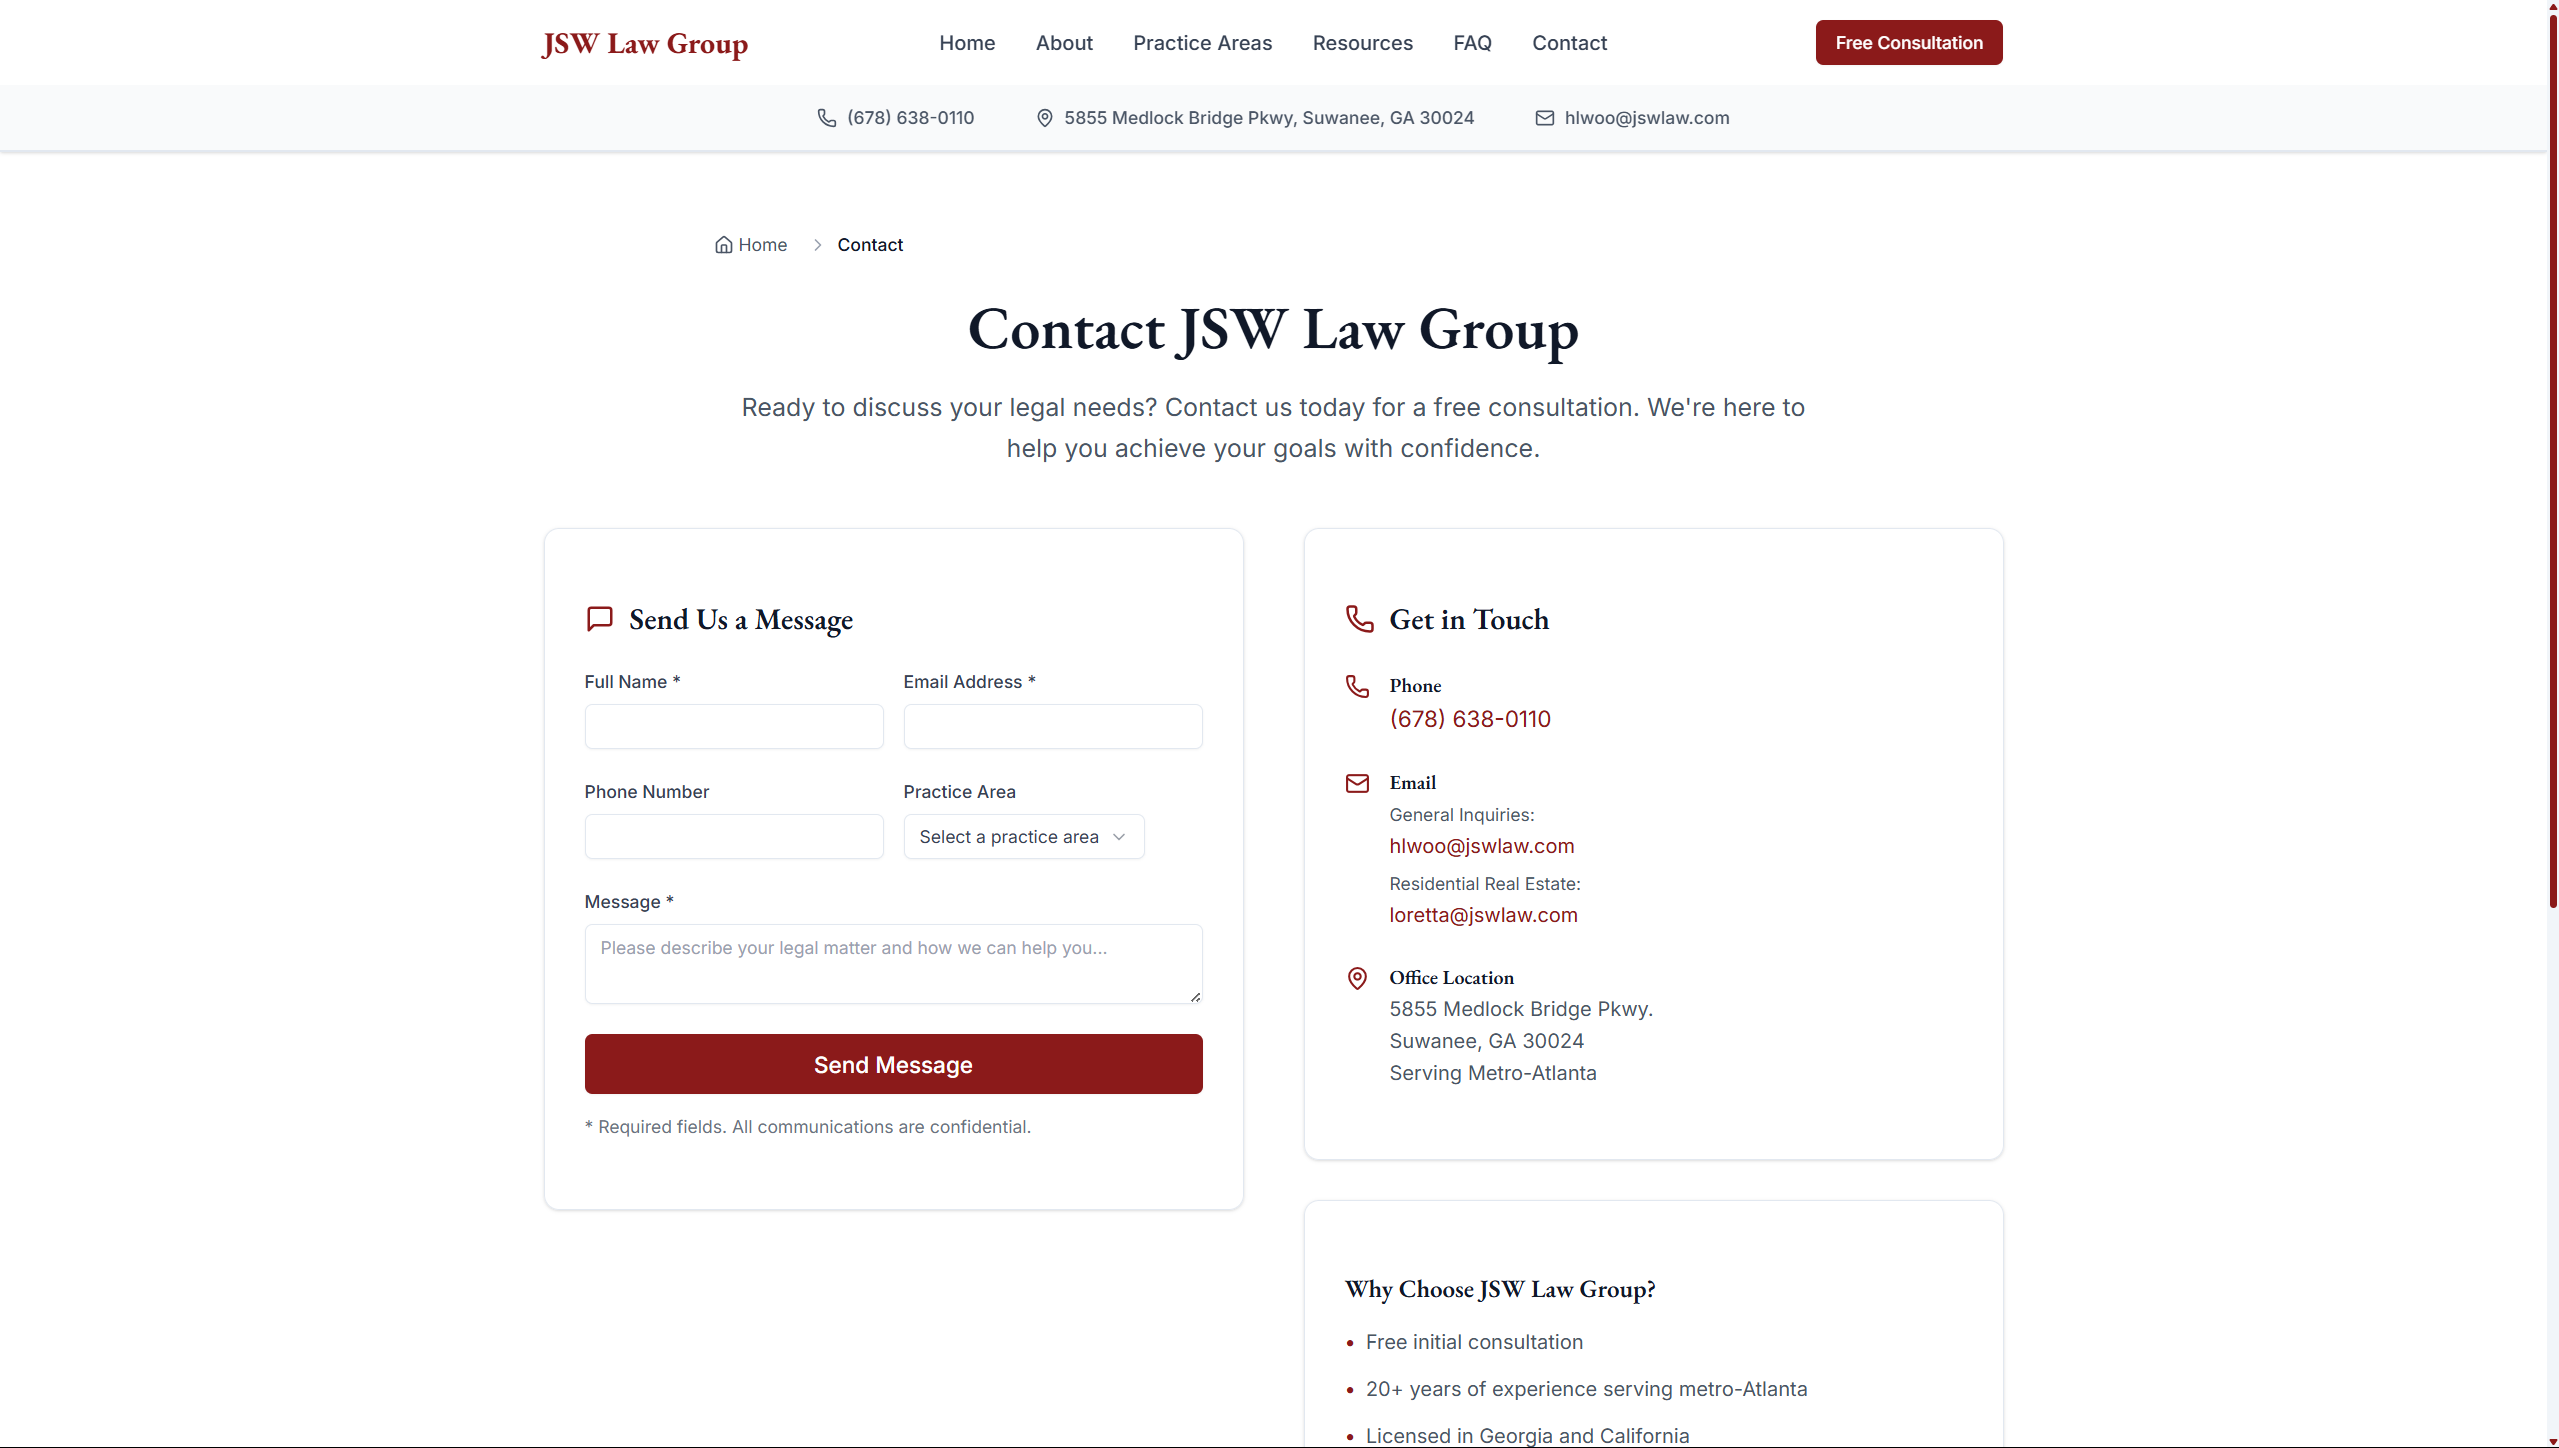 JSW Law Group
Home About Practice Areas Resources FAQ Contact
Free Consultation
(678) 638-0110
5855 Medlock Bridge Pkwy, Suwanee, GA 30024
hlwoo@jswlaw.com
Home > Contact
Contact JSW Law Group
Ready to discuss your legal needs? Contact us today for a free consultation. We're here to
help you achieve your goals with confidence.
Send Us a Message
Full Name *
Email Address *
Phone Number
Practice Area
Select a practice area
Message *
Please describe your legal matter and how we can help you...
Send Message
* Required fields. All communications are confidential.
Get in Touch
Phone
(678) 638-0110
Email
General Inquiries:
hlwoo@jswlaw.com
Residential Real Estate:
loretta@jswlaw.com
Office Location
5855 Medlock Bridge Pkwy.
Suwanee, GA 30024
Serving Metro-Atlanta
Why Choose JSW Law Group?
• Free initial consultation
• 20+ years of experience serving metro-Atlanta
• Licensed in Georgia and California